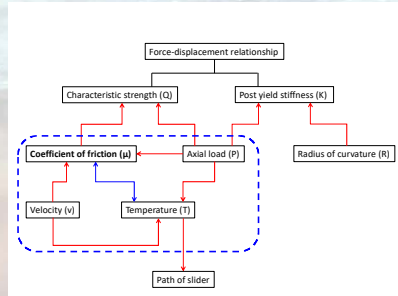 Force-displacement relationship
Characteristic strength (Q)
Post yield stiffness (K)
Coefficient of friction (μ)
Axial load (P)
Radius of curvature (R)
Velocity (v)
Temperature (T)
Path of slider